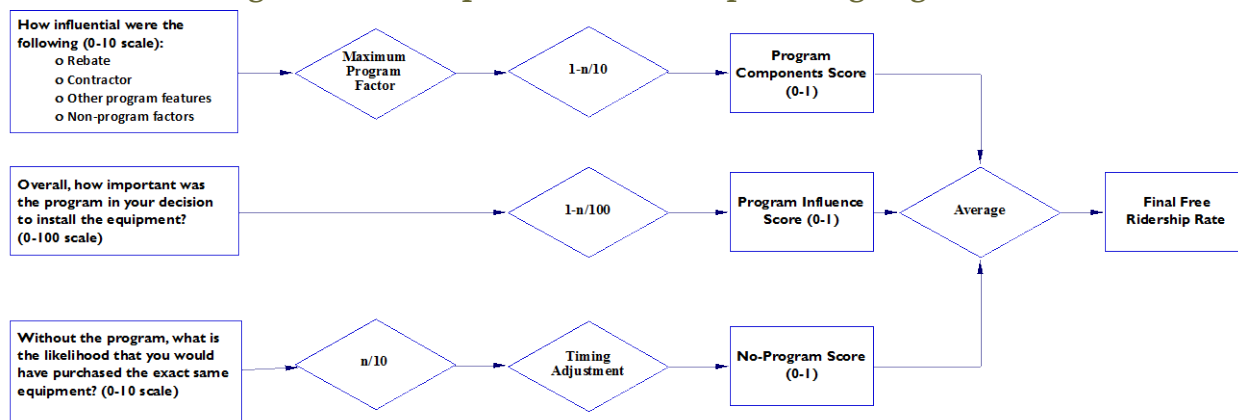 How influential were the
following (0-10 scale):
o Rebate
o Contractor
o Other program features
o Non-program factors
Maximum
Program
Factor
1-n/10
Program
Components Score
(0-1)
Overall, how important was
the program in your decision
to install the equipment?
(0-100 scale)
1-n/100
Program Influence
Score (0-1)
Average
Final Free
Ridership Rate
Without the program, what is
the likelihood that you would
have purchased the exact same
equipment? (0-10 scale)
n/10
Timing
Adjustment
No-Program Score
(0-1)